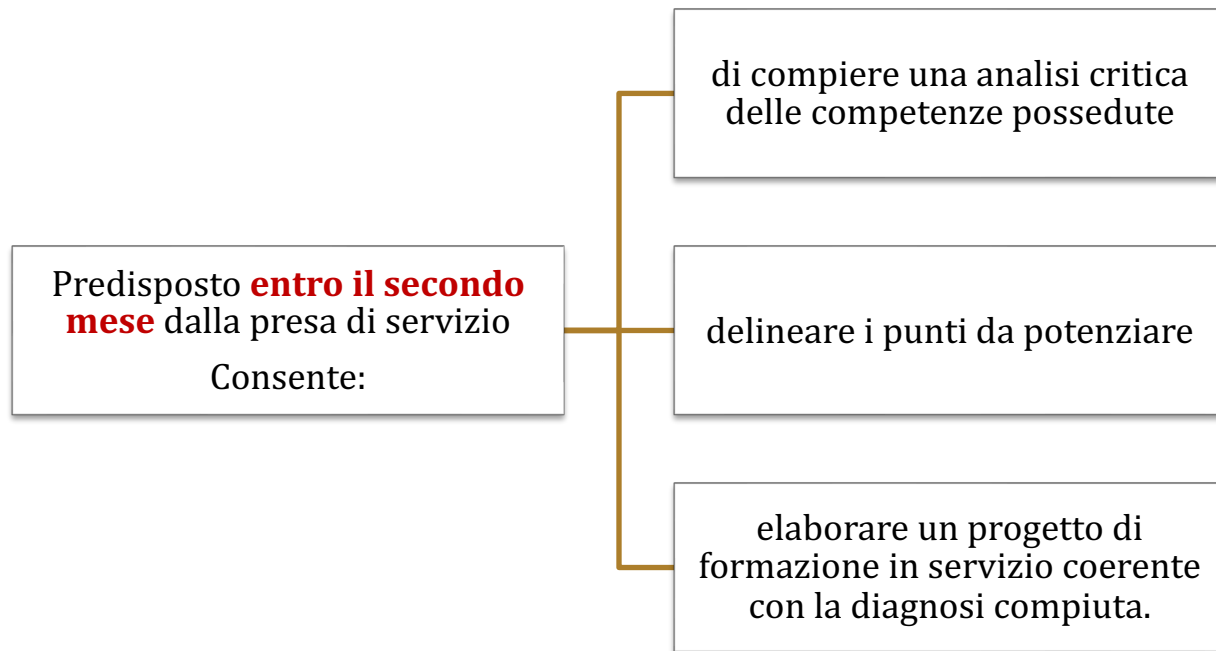 Predisposto entro il secondo
mese dalla presa di servizio
Consente:
di compiere una analisi critica
delle competenze possedute
delineare i punti da potenziare
elaborare un progetto di
formazione in servizio coerente
con la diagnosi compiuta.